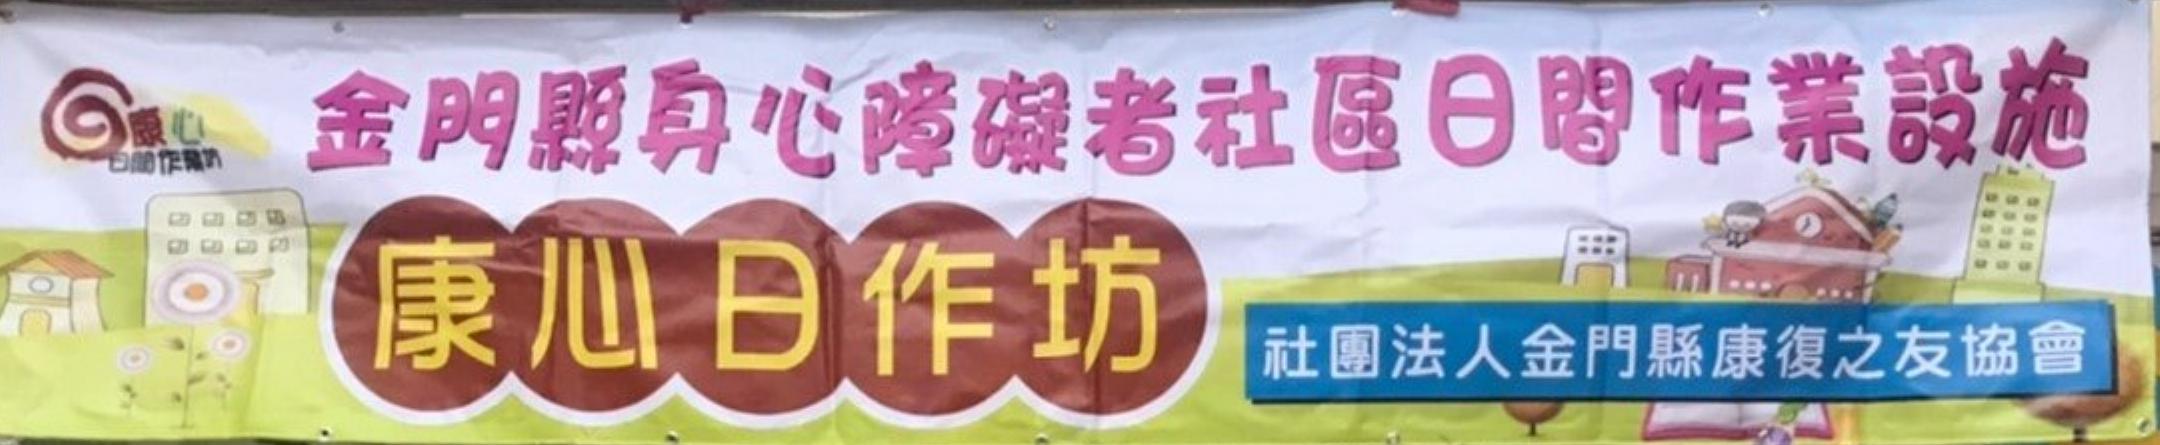 金門縣身心障礙者社區日間作業設施
康心
日間作業坊
康心日作坊
社團法人金門縣康復之友協會